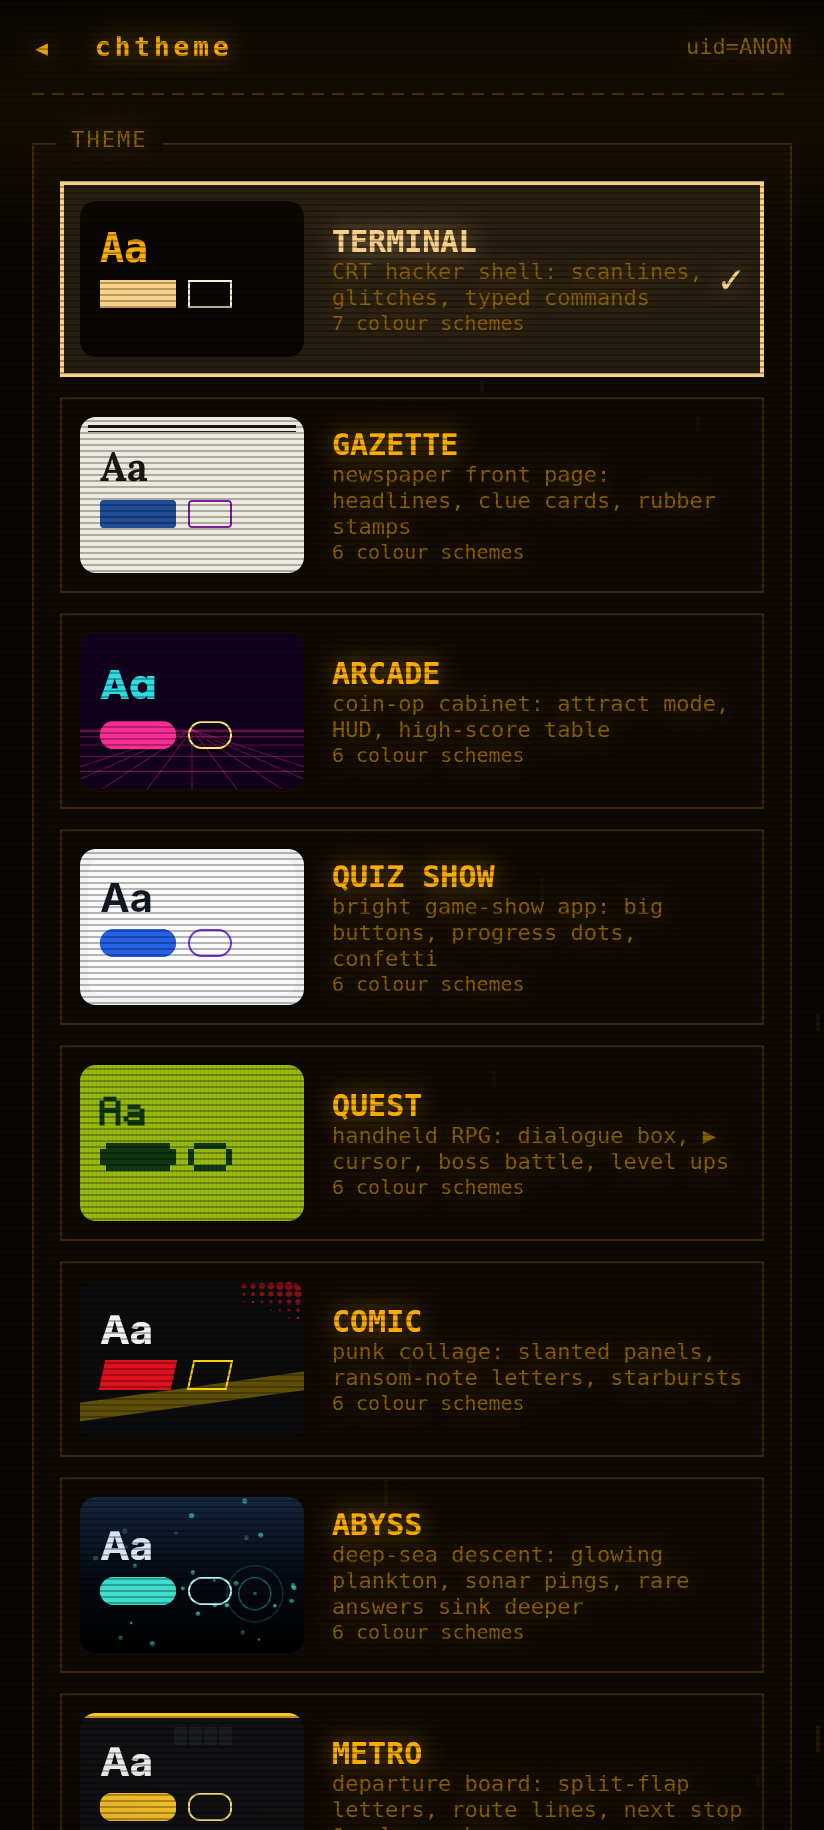 ◀ chtheme uid=ANON
THEME
Aa
TERMINAL
CRT hacker shell: scanlines,
glitches, typed commands
7 colour schemes
✓
Aa
GAZETTE
newspaper front page:
headlines, clue cards, rubber
stamps
6 colour schemes
Aa
ARCADE
coin-op cabinet: attract mode,
HUD, high-score table
6 colour schemes
Aa
QUIZ SHOW
bright game-show app: big
buttons, progress dots,
confetti
6 colour schemes
Aa
QUEST
handheld RPG: dialogue box, ▶
cursor, boss battle, level ups
6 colour schemes
Aa
COMIC
punk collage: slanted panels,
ransom-note letters, starbursts
6 colour schemes
Aa
ABYSS
deep-sea descent: glowing
plankton, sonar pings, rare
answers sink deeper
6 colour schemes
Aa
METRO
departure board: split-flap
letters, route lines, next stop